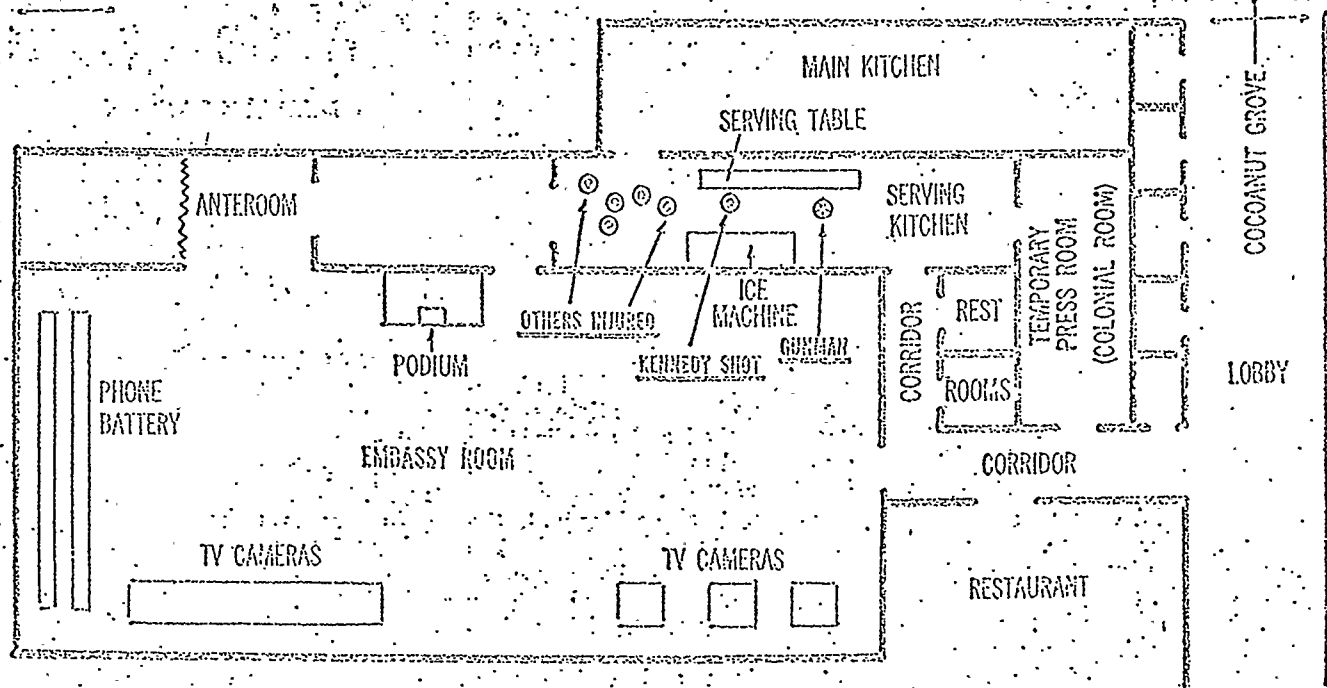 MAIN KITCHEN
SERVING TABLE
COCOANUT GROVE
ANTEROOM
SERVING
KITCHEN
TEMPORARY
PRESS ROOM
(COLONIAL ROOM)
OTHERS INJURED
ICE
MACHINE
KENNEDY SHOT
GUNMAN
PODIUM
CORRIDOR
REST
ROOMS
LOBBY
PHONE
BATTERY
EMBASSY ROOM
CORRIDOR
TV CAMERAS
TV CAMERAS
RESTAURANT